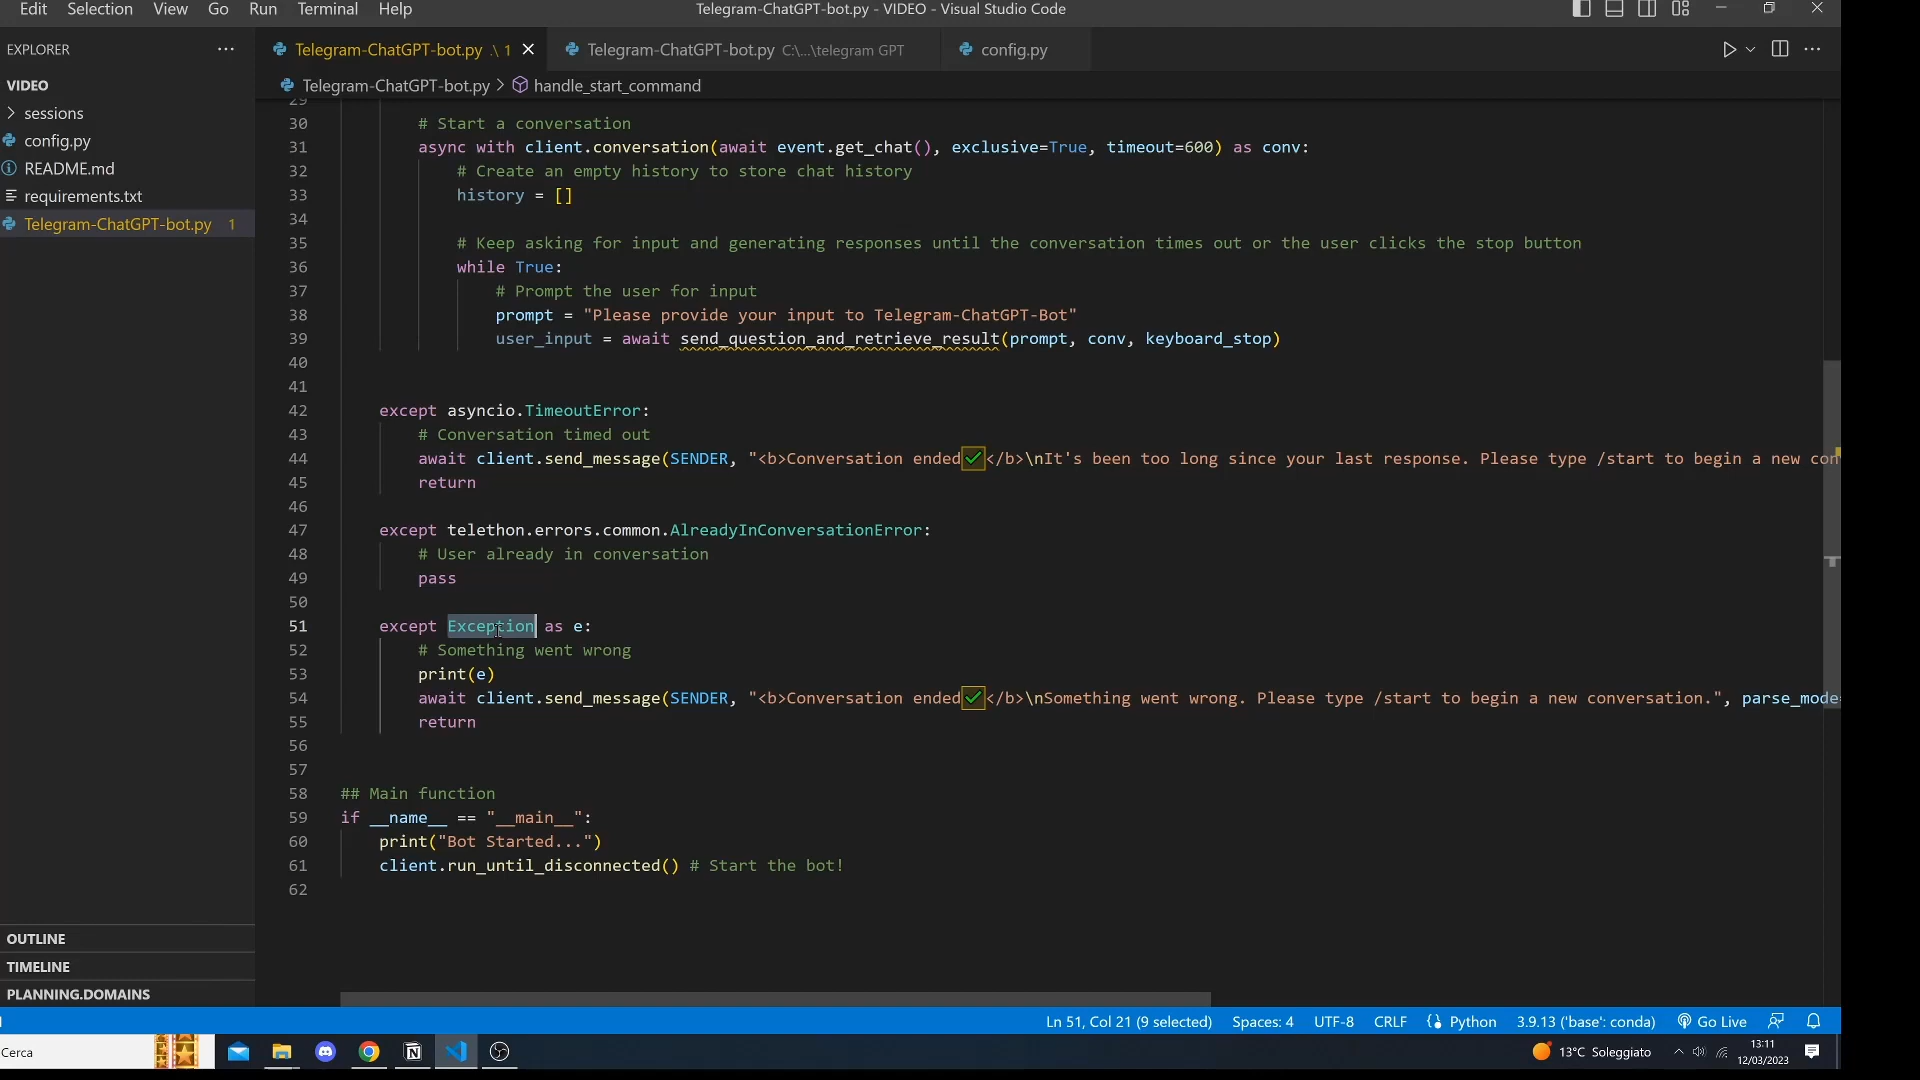 Edit Selection View Go Run Terminal Help Telegram-ChatGPT-bot.py - VIDEO - Visual Studio Code
EXPLORER
Telegram-ChatGPT-bot.py .\ 1
Telegram-ChatGPT-bot.py C:\...\telegram GPT
config.py
Telegram-ChatGPT-bot.py > handle_start_command
VIDEO
sessions
config.py
README.md
requirements.txt
Telegram-ChatGPT-bot.py 1
OUTLINE
TIMELINE
PLANNING.DOMAINS
29
30 # Start a conversation
31 async with client.conversation(await event.get_chat(), exclusive=True, timeout=600) as conv:
32 # Create an empty history to store chat history
33 history = []
34
35 # Keep asking for input and generating responses until the conversation times out or the user clicks the stop button
36 while True:
37 # Prompt the user for input
38 prompt = "Please provide your input to Telegram-ChatGPT-Bot"
39 user_input = await send_question_and_retrieve_result(prompt, conv, keyboard_stop)
40
41
42 except asyncio.TimeoutError:
43 # Conversation timed out
44 await client.send_message(SENDER, "<b>Conversation ended✅</b>\nIt's been too long since your last response. Please type /start to begin a new con
45 return
46
47 except telethon.errors.common.AlreadyInConversationError:
48 # User already in conversation
49 pass
50
51 except Exception as e:
52 # Something went wrong
53 print(e)
54 await client.send_message(SENDER, "<b>Conversation ended✅</b>\nSomething went wrong. Please type /start to begin a new conversation.", parse_mode=
55 return
56
57
58 ## Main function
59 if __name__ == "__main__":
60 print("Bot Started...")
61 client.run_until_disconnected() # Start the bot!
62
Ln 51, Col 21 (9 selected) Spaces: 4 UTF-8 CRLF Python 3.9.13 ('base': conda) Go Live
Cerca
13°C Soleggiato
13:11
12/03/2023